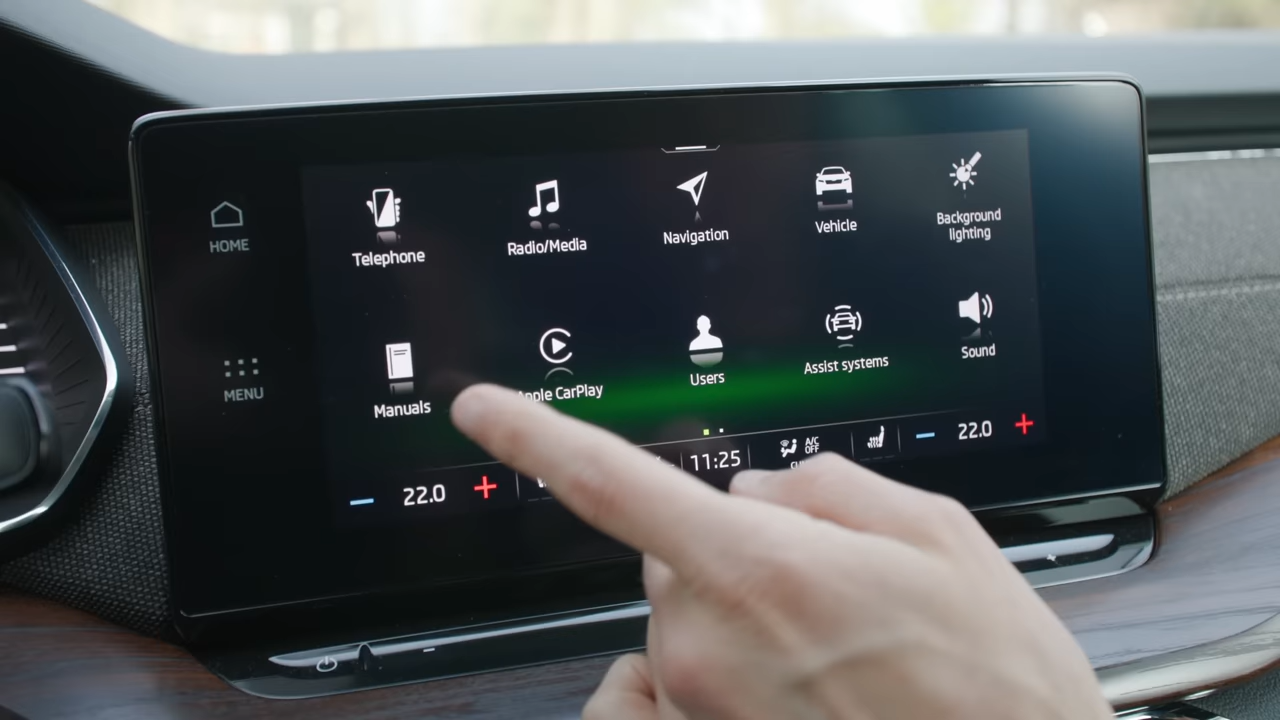 HOME
MENU
Telephone
Radio/Media
Navigation
Vehicle
Background
lighting
Manuals
CarPlay
Users
Assist systems
Sound
22.0
11:25
A/C
OFF
22.0